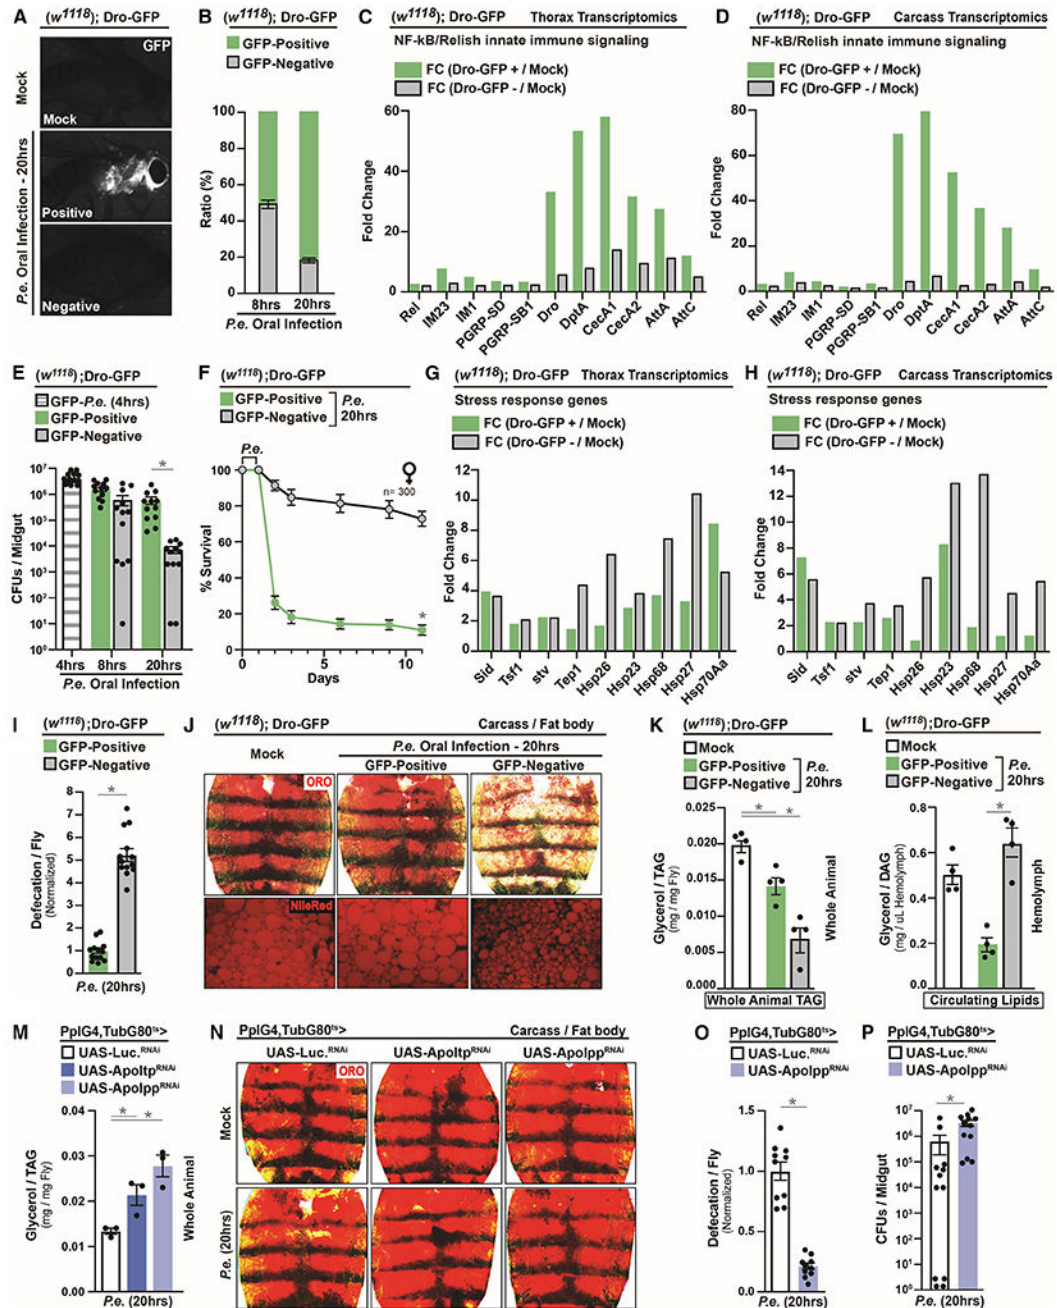 A
(w1118); Dro-GFP
GFP
Mock
Mock
P.e. Oral Infection - 20hrs
Positive
Negative
B
(w1118); Dro-GFP
GFP-Positive
GFP-Negative
Ratio (%)
100
80
60
40
20
0
8hrs 20hrs
P.e. Oral Infection
C
(w1118); Dro-GFP Thorax Transcriptomics
NF-kB/Relish innate immune signaling
FC (Dro-GFP + / Mock)
FC (Dro-GFP - / Mock)
Fold Change
60
40
20
0
Rel IM23 IM1 PGRP-SD PGRP-SB1 Dro DptA CecA1 CecA2 AttA AttC
D
(w1118); Dro-GFP Carcass Transcriptomics
NF-kB/Relish innate immune signaling
FC (Dro-GFP + / Mock)
FC (Dro-GFP - / Mock)
Fold Change
80
60
40
20
0
Rel IM23 IM1 PGRP-SD PGRP-SB1 Dro DptA CecA1 CecA2 AttA AttC
E
(w1118);Dro-GFP
GFP-P.e. (4hrs)
GFP-Positive
GFP-Negative
*
CFUs / Midgut
10⁷
10⁶
10⁵
10⁴
10³
10²
10¹
10⁰
4hrs 8hrs 20hrs
P.e. Oral Infection
F
(w1118);Dro-GFP
GFP-Positive
GFP-Negative
P.e.
20hrs
P.e.
♀
n= 300
% Survival
100
80
60
40
20
0
*
0 5 10
Days
G
(w1118); Dro-GFP Thorax Transcriptomics
Stress response genes
FC (Dro-GFP + / Mock)
FC (Dro-GFP - / Mock)
Fold Change
12
10
8
6
4
2
0
Sid Tsf1 stv Tep1 Hsp26 Hsp23 Hsp68 Hsp27 Hsp70Aa
H
(w1118); Dro-GFP Carcass Transcriptomics
Stress response genes
FC (Dro-GFP + / Mock)
FC (Dro-GFP - / Mock)
Fold Change
14
12
10
8
6
4
2
0
Sid Tsf1 stv Tep1 Hsp26 Hsp23 Hsp68 Hsp27 Hsp70Aa
I
(w1118);Dro-GFP
GFP-Positive
GFP-Negative
*
Defecation / Fly
(Normalized)
8
7
6
5
4
3
2
1
0
P.e. (20hrs)
J
(w1118); Dro-GFP Carcass / Fat body
P.e. Oral Infection - 20hrs
Mock GFP-Positive GFP-Negative
ORO
NileRed
K
(w1118);Dro-GFP
Mock
GFP-Positive
GFP-Negative
P.e.
20hrs
* *
Glycerol / TAG
(mg / mg Fly)
0.025
0.020
0.015
0.010
0.005
0.000
Whole Animal
Whole Animal TAG
L
(w1118);Dro-GFP
Mock
GFP-Positive
GFP-Negative
P.e.
20hrs
*
Glycerol / DAG
(mg / uL Hemolymph)
0.8
0.6
0.4
0.2
0.0
Hemolymph
Circulating Lipids
M
PplG4,TubG80ts>
UAS-Luc.RNAi
UAS-ApoltpRNAi
UAS-ApolppRNAi
* *
Glycerol / TAG
(mg / mg Fly)
0.04
0.03
0.02
0.01
0.00
Whole Animal
P.e. (20hrs)
N
PplG4,TubG80ts> Carcass / Fat body
UAS-Luc.RNAi UAS-ApoltpRNAi UAS-ApolppRNAi
ORO
Mock
P.e. (20hrs)
O
PplG4,TubG80ts>
UAS-Luc.RNAi
UAS-ApolppRNAi
*
Defecation / Fly
(Normalized)
1.5
1.0
0.5
0.0
P.e. (20hrs)
P
PplG4,TubG80ts>
UAS-Luc.RNAi
UAS-ApolppRNAi
*
CFUs / Midgut
10⁷
10⁶
10⁵
10⁴
10³
10²
10¹
10⁰
P.e. (20hrs)